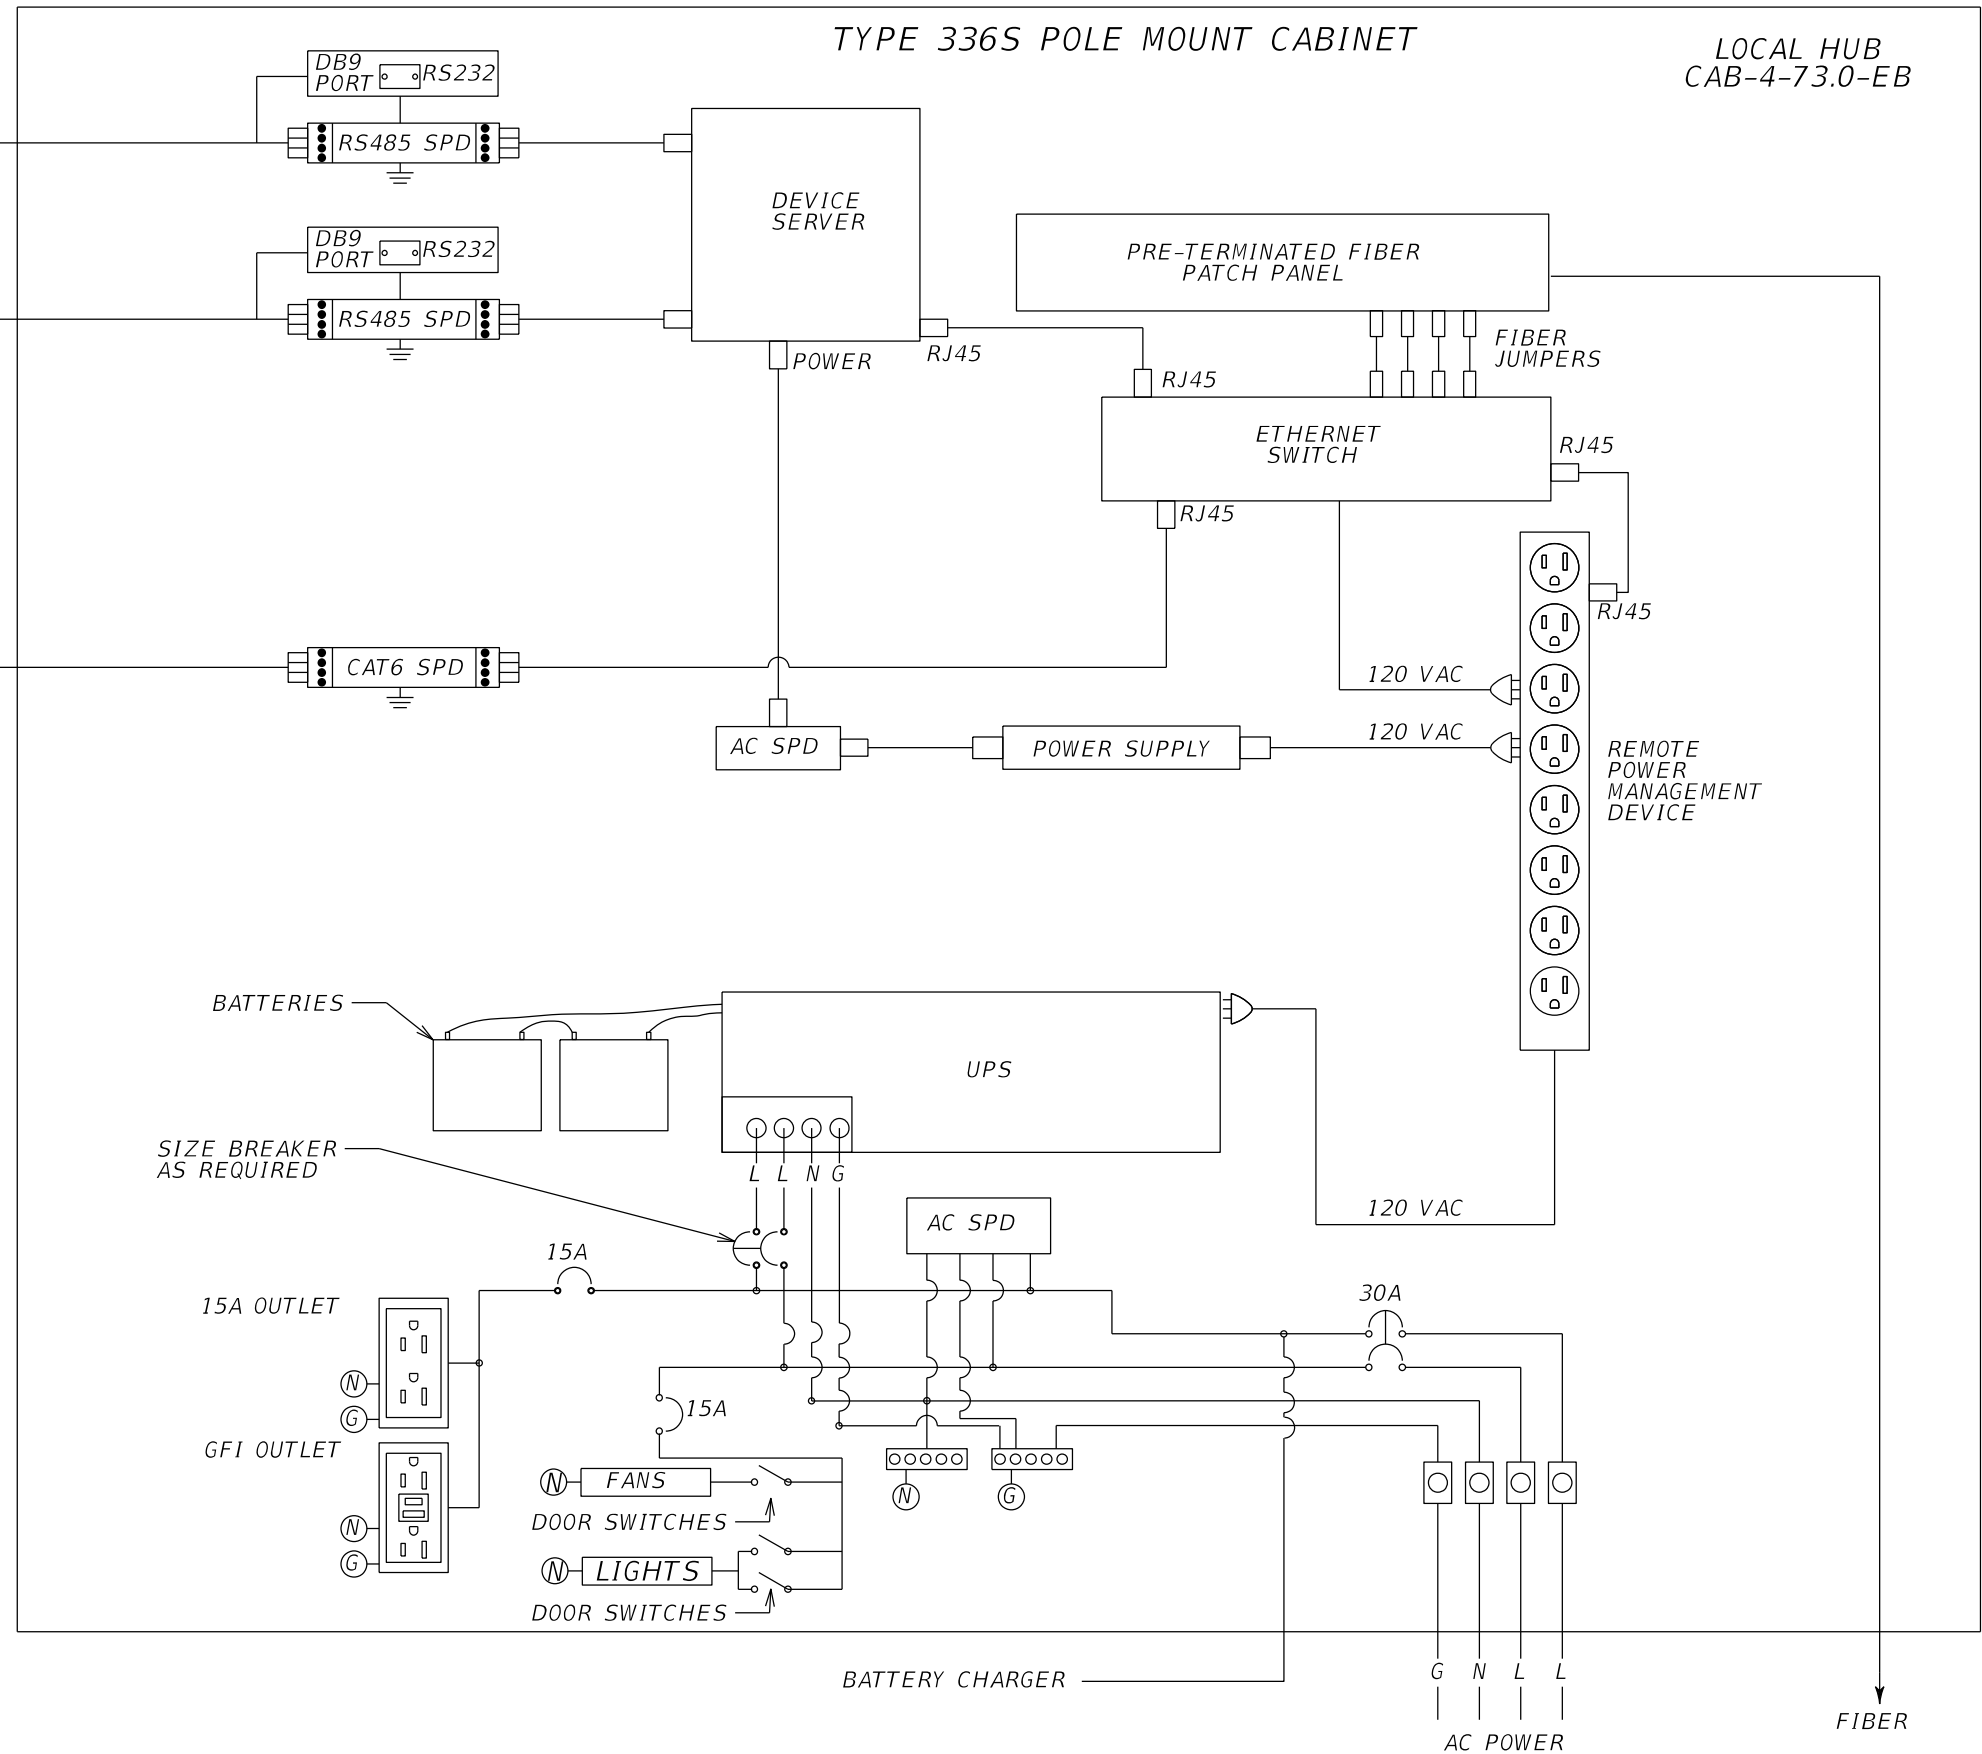 TYPE 336S POLE MOUNT CABINET
LOCAL HUB
CAB-4-73.0-EB
DB9
PORT
RS232
RS485 SPD
DEVICE
SERVER
DB9
PORT
RS232
RS485 SPD
PRE-TERMINATED FIBER
PATCH PANEL
POWER
RJ45
FIBER
JUMPERS
RJ45
ETHERNET
SWITCH
RJ45
RJ45
RJ45
CAT6 SPD
120 VAC
AC SPD
POWER SUPPLY
120 VAC
REMOTE
POWER
MANAGEMENT
DEVICE
BATTERIES
UPS
SIZE BREAKER
AS REQUIRED
L L N G
120 VAC
AC SPD
15A
30A
15A OUTLET
N
G
15A
GFI OUTLET
N
G
N
FANS
DOOR SWITCHES
N
G
N
LIGHTS
DOOR SWITCHES
BATTERY CHARGER
G N L L
AC POWER
FIBER